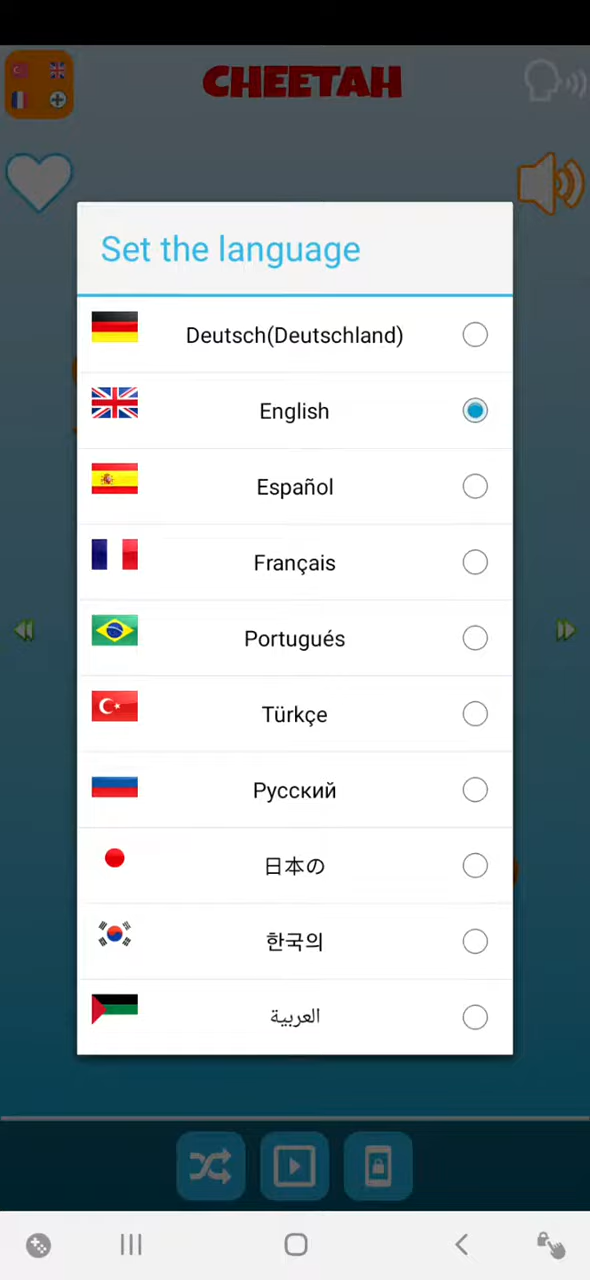 CHEETAH
Set the language
Deutsch(Deutschland)
English
Español
Français
Portugués
Türkçe
Русский
日本の
한국의
العربية